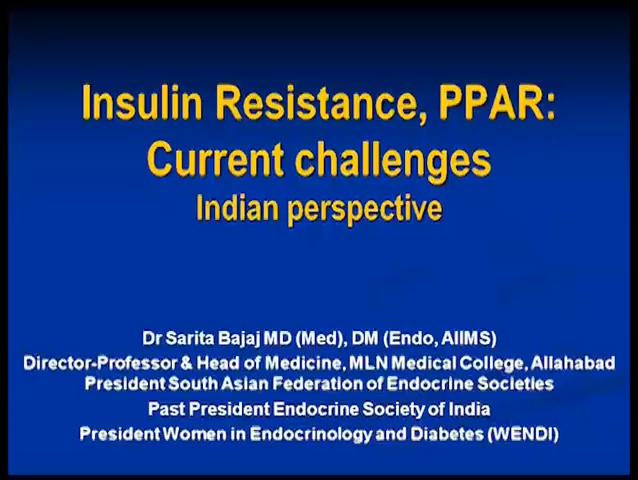 Insulin Resistance, PPAR:
Current challenges
Indian perspective
Dr Sarita Bajaj MD (Med), DM (Endo, AIIMS)
Director-Professor & Head of Medicine, MLN Medical College, Allahabad
President South Asian Federation of Endocrine Societies
Past President Endocrine Society of India
President Women in Endocrinology and Diabetes (WENDI)